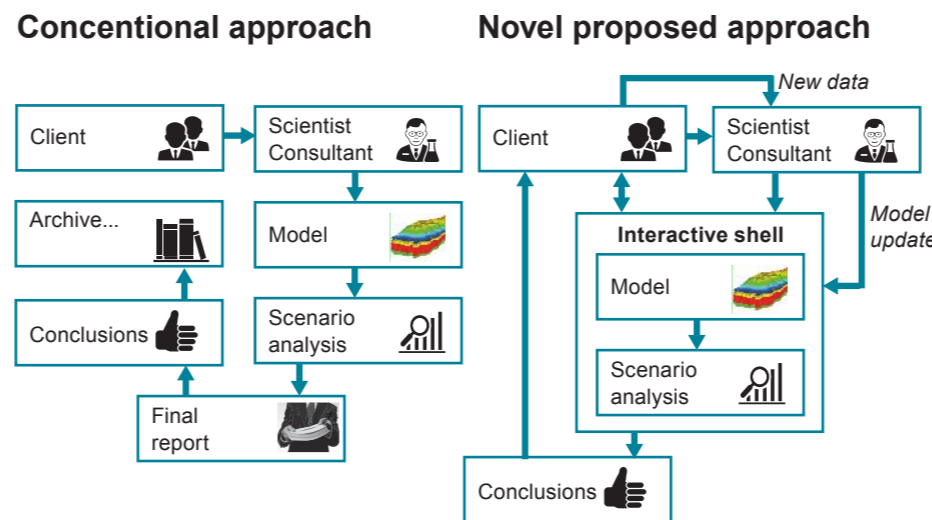 Concentional approach
Client
Scientist
Consultant
Archive...
Model
Conclusions
Scenario
analysis
Final
report
Novel proposed approach
New data
Client
Scientist
Consultant
Model
update
Interactive shell
Model
Scenario
analysis
Conclusions